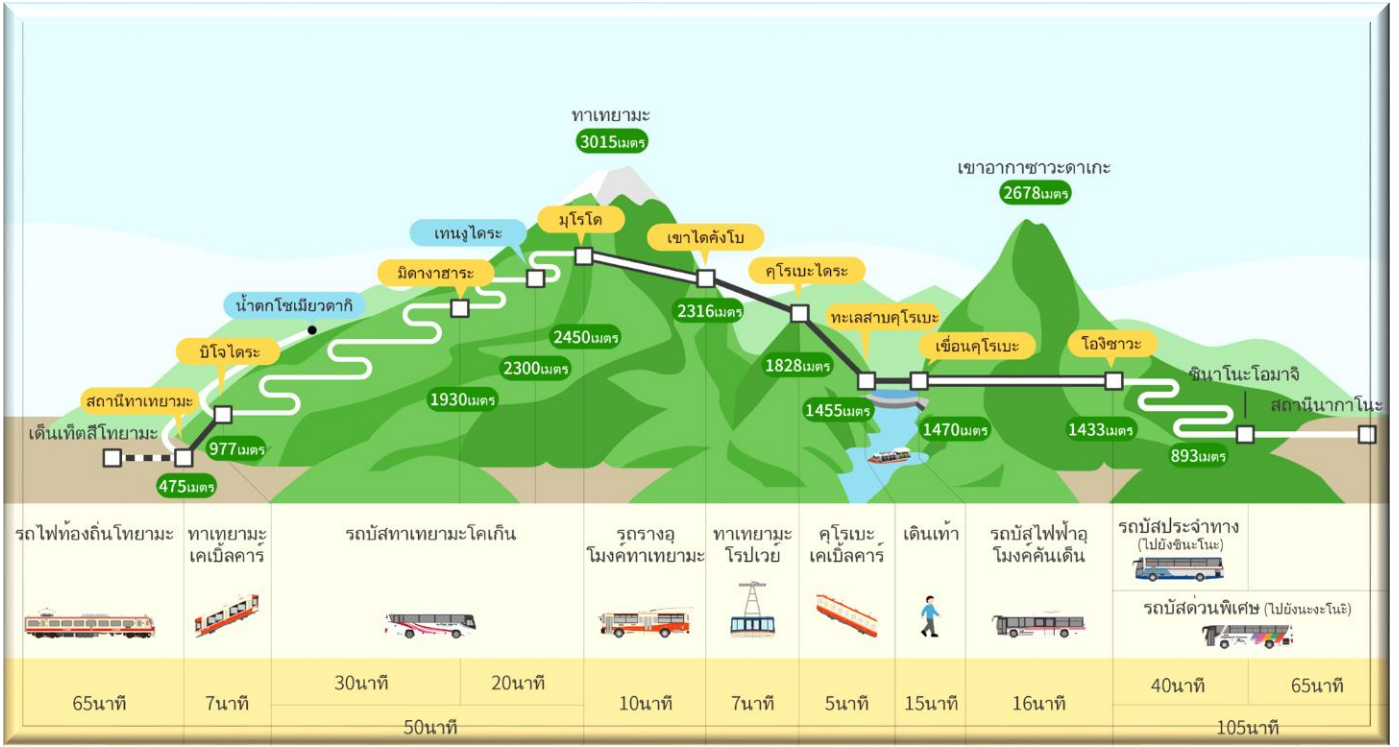 ทาเทยามะ
3015เมตร
เขาอากาซาวะดาเกะ
2678เมตร
มุโรโด
เทนงูไดระ
เขาไดคังโบ
มิดางาฮาระ
คุโรเบะไดระ
น้ำตกโชเมียวดากิ
2316เมตร
ทะเลสาบคุโรเบะ
2450เมตร
เขื่อนคุโรเบะ
โองิซาวะ
บิโจไดระ
2300เมตร
1828เมตร
ชินาโนะโอมาจิ
สถานีทาเทยามะ
1930เมตร
1455เมตร
สถานีนากาโนะ
เด็นเท็ตสึโทยามะ
977เมตร
1470เมตร
1433เมตร
893เมตร
475เมตร
รถไฟท้องถิ่นโทยามะ
ทาเทยามะ
เคเบิ้ลคาร์
รถบัสทาเทยามะโคเก็น
รถรางอุ
โมงค์ทาเทยามะ
ทาเทยามะ
โรปเวย์
คุโรเบะ
เคเบิ้ลคาร์
เดินเท้า
รถบัสไฟฟ้าอุ
โมงค์คันเด็น
รถบัสประจำทาง
(ไปยังชินะโนะ)
รถบัสด่วนพิเศษ (ไปยังนะงะโนะ)
65นาที
7นาที
30นาที
20นาที
50นาที
10นาที
7นาที
5นาที
15นาที
16นาที
40นาที
65นาที
105นาที